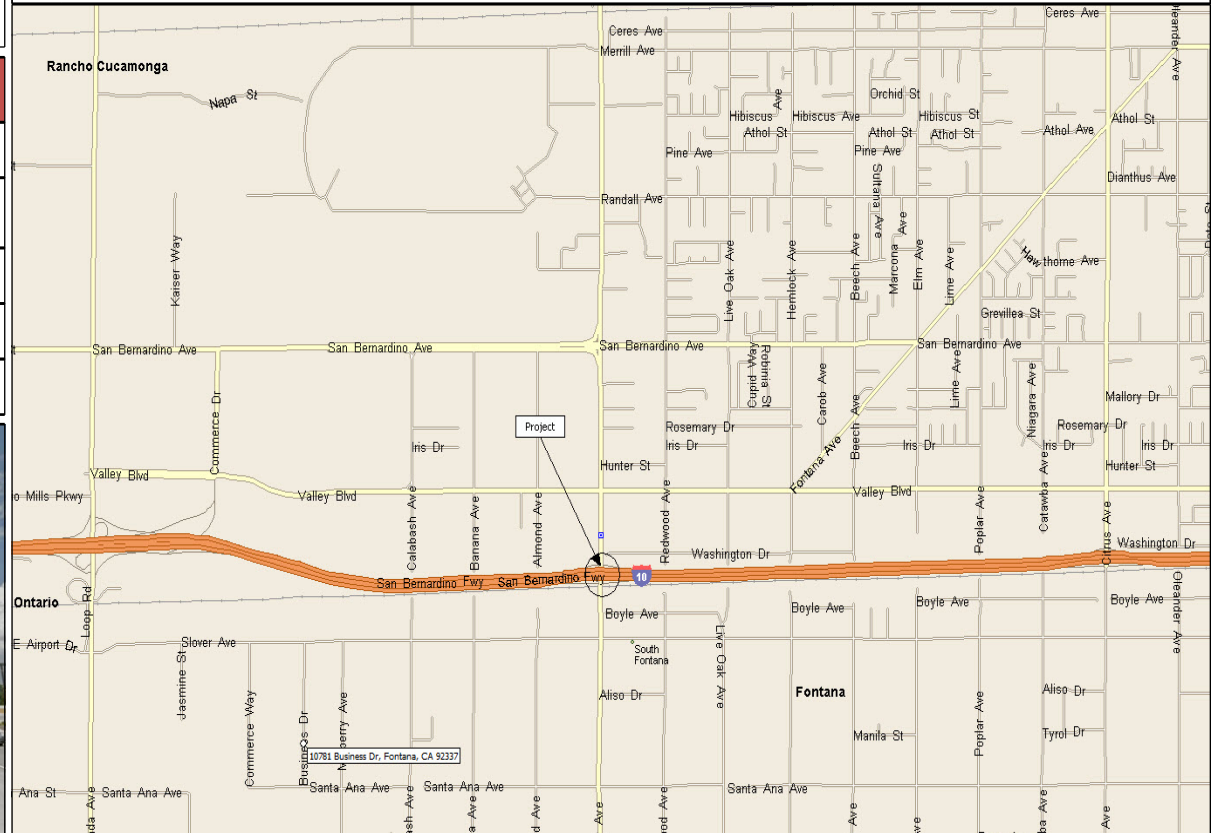 Ceres Ave
Ceres Ave
Oleander Ave
Merrill Ave
Rancho Cucamonga
Napa St
Orchid St
Ave
Hibiscus
Hibiscus Ave
Hibiscus St
Athol St
Athol St
Athol St
Athol Ave
Athol St
Pine Ave
Pine Ave
Dianthus Ave
Randall Ave
Sultana Ave
Kaiser Way
Live Oak Ave
Hemlock Ave
Beech Ave
Marcona Ave
Elm Ave
Lime Ave
Hawthorne Ave
Grevillea St
San Bernardino Ave
San Bernardino Ave
San Bernardino Ave
San Bernardino Ave
Cupid Way
Robinia St
Carob Ave
Lime Ave
Niagara Ave
Mallory Dr
Commerce Dr
Project
Rosemary Dr
Rosemary Dr
Beech Ave
Iris Dr
Iris Dr
Iris Dr
Iris Dr
Iris Dr
Fontana Ave
Hunter St
Hunter St
Valley Blvd
Valley Blvd
Valley Blvd
Mills Pkwy
Calabash Ave
Banana Ave
Almond Ave
Redwood Ave
Poplar Ave
Catawba Ave
Citrus Ave
Washington Dr
Washington Dr
San Bernardino Fwy
San Bernardino Fwy
10
Ontario
Loop Rd
Boyle Ave
Boyle Ave
Boyle Ave
Boyle Ave
Oleander Ave
E Airport Dr
Slover Ave
South
Fontana
Live Oak Ave
Jasmine St
Commerce Way
Business Dr
Aliso Dr
Fontana
Poplar Ave
Aliso Dr
Manila St
Tyrol Dr
10781 Business Dr, Fontana, CA 92337
Ana St
Santa Ana Ave
Santa Ana Ave
Santa Ana Ave
Santa Ana Ave
Ave
Ave
Ave
Ave
Ave
Ave
Ave
Ave
Ave